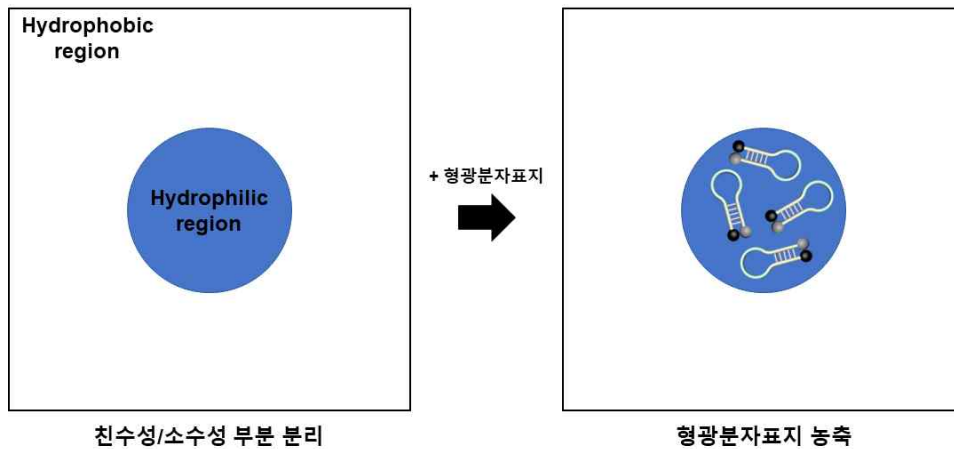 Hydrophobic
region
Hydrophilic
region
+ 형광분자표지
친수성/소수성 부분 분리
형광분자표지 농축